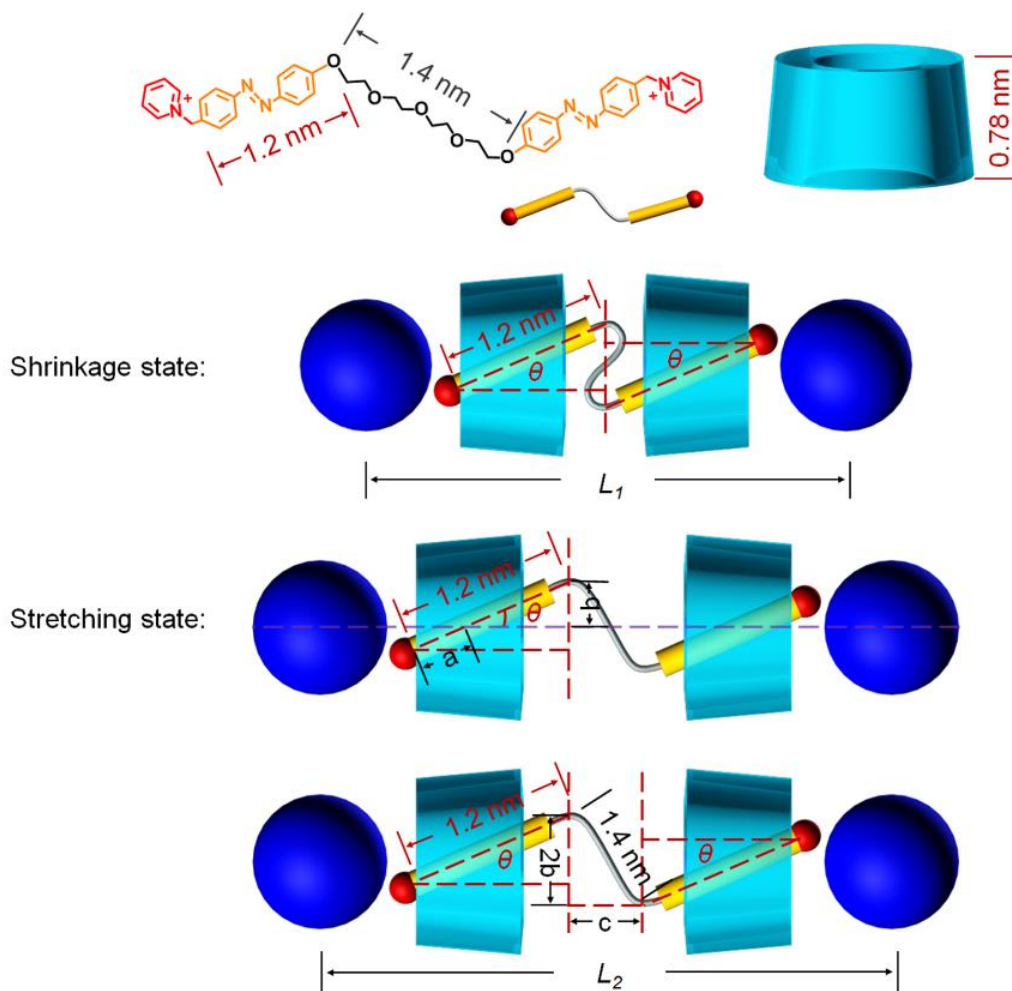 O
1.4 nm
N
N
+
N
N
O
O
O
O
N
N
N
+
1.2 nm
0.78 nm
Shrinkage state:
1.2 nm
θ
θ
L1
Stretching state:
1.2 nm
θ
b
a
1.2 nm
θ
2b
1.4 nm
θ
c
L2